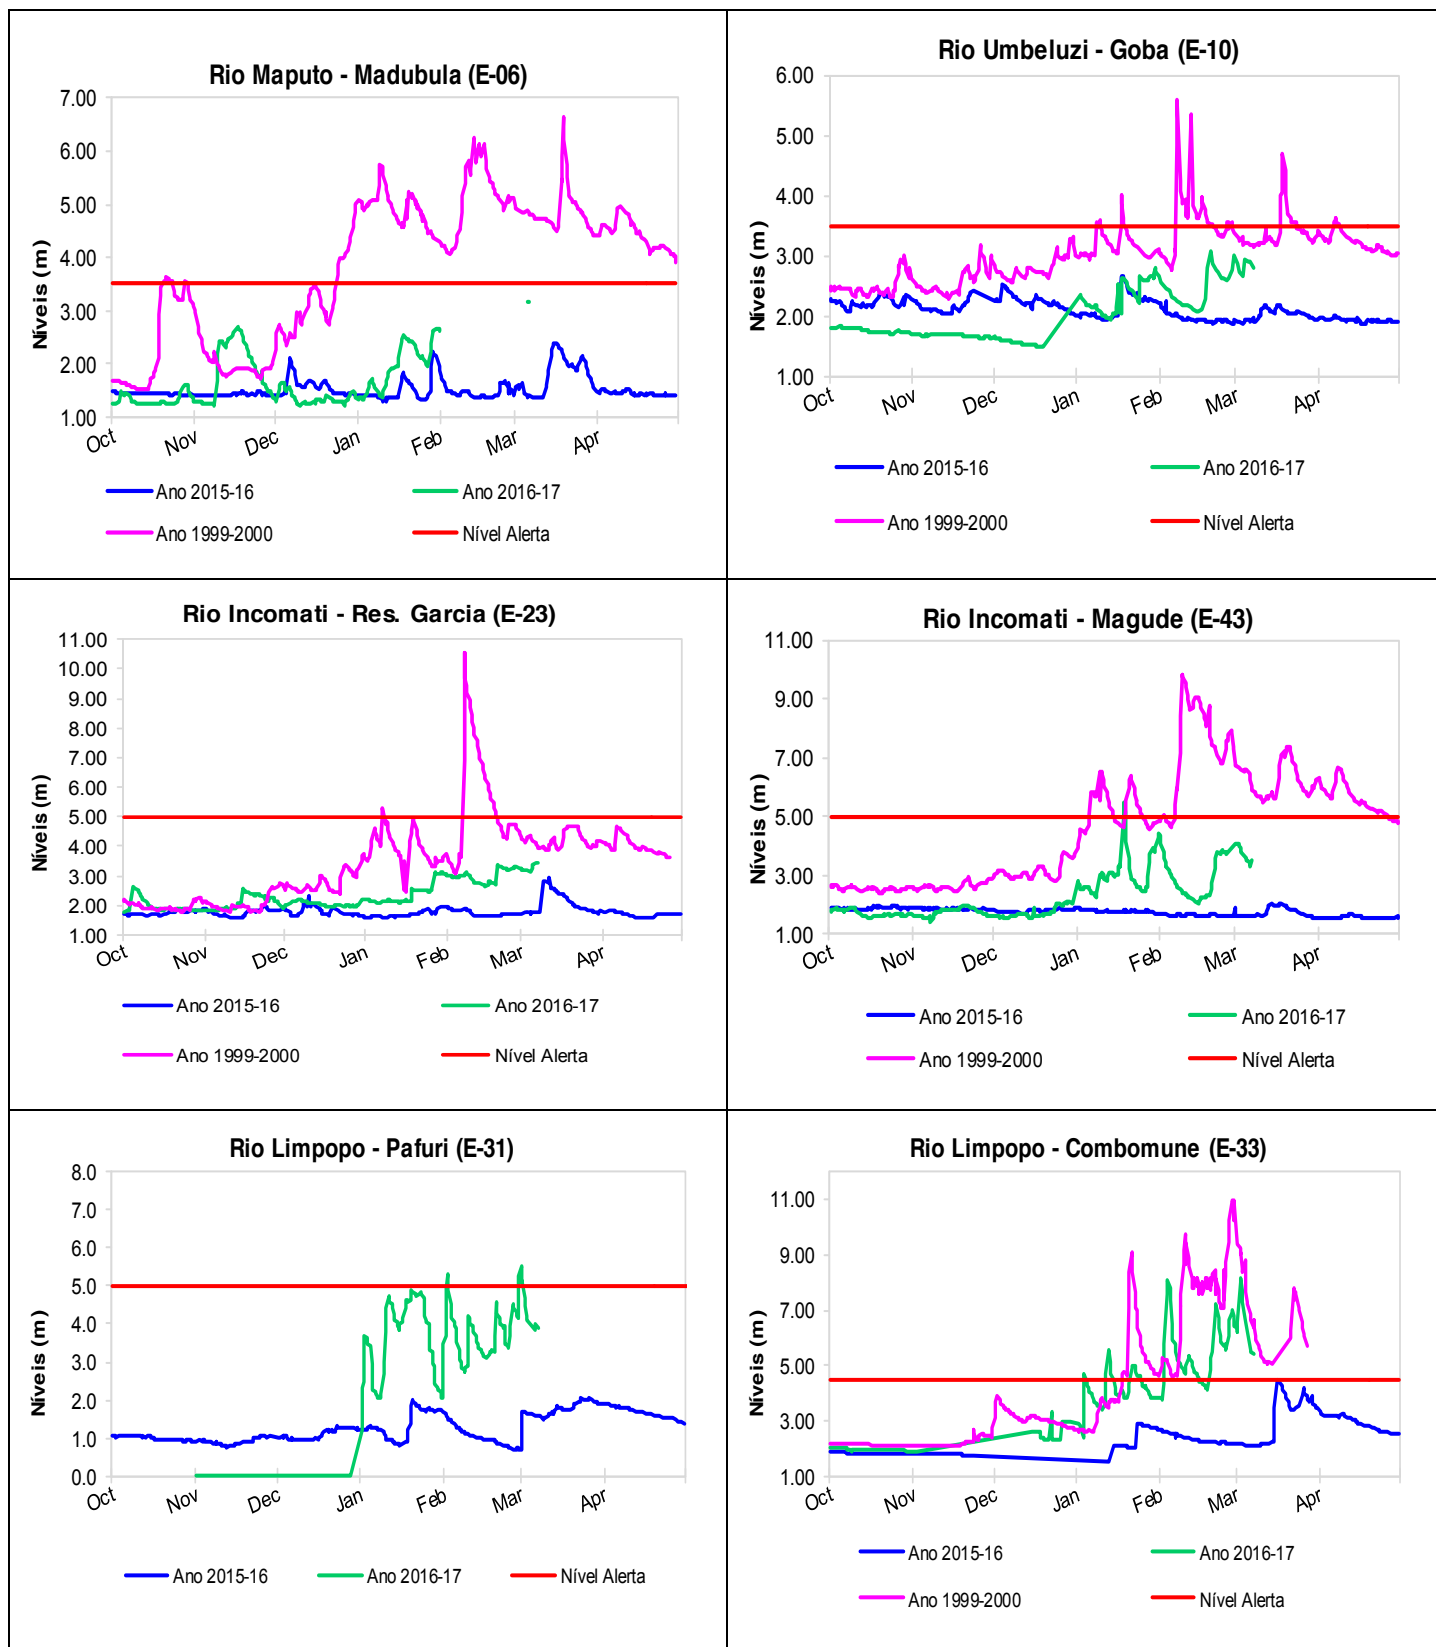 Rio Maputo - Madubula (E-06)
Níveis (m)
7.00
6.00
5.00
4.00
3.00
2.00
1.00
Oct Nov Dec Jan Feb Mar Apr
Ano 2015-16 Ano 2016-17
Ano 1999-2000 Nível Alerta
Rio Umbeluzi - Goba (E-10)
Níveis (m)
6.00
5.00
4.00
3.00
2.00
1.00
Oct Nov Dec Jan Feb Mar Apr
Ano 2015-16 Ano 2016-17
Ano 1999-2000 Nível Alerta
Rio Incomati - Res. Garcia (E-23)
Níveis (m)
11.00
10.00
9.00
8.00
7.00
6.00
5.00
4.00
3.00
2.00
1.00
Oct Nov Dec Jan Feb Mar Apr
Ano 2015-16 Ano 2016-17
Ano 1999-2000 Nível Alerta
Rio Incomati - Magude (E-43)
Níveis (m)
11.00
9.00
7.00
5.00
3.00
1.00
Oct Nov Dec Jan Feb Mar Apr
Ano 2015-16 Ano 2016-17
Ano 1999-2000 Nível Alerta
Rio Limpopo - Pafuri (E-31)
Níveis (m)
8.0
7.0
6.0
5.0
4.0
3.0
2.0
1.0
0.0
Oct Nov Dec Jan Feb Mar Apr
Ano 2015-16 Ano 2016-17 Nível Alerta
Rio Limpopo - Combomune (E-33)
Níveis (m)
11.00
9.00
7.00
5.00
3.00
1.00
Oct Nov Dec Jan Feb Mar Apr
Ano 2015-16 Ano 2016-17
Ano 1999-2000 Nível Alerta